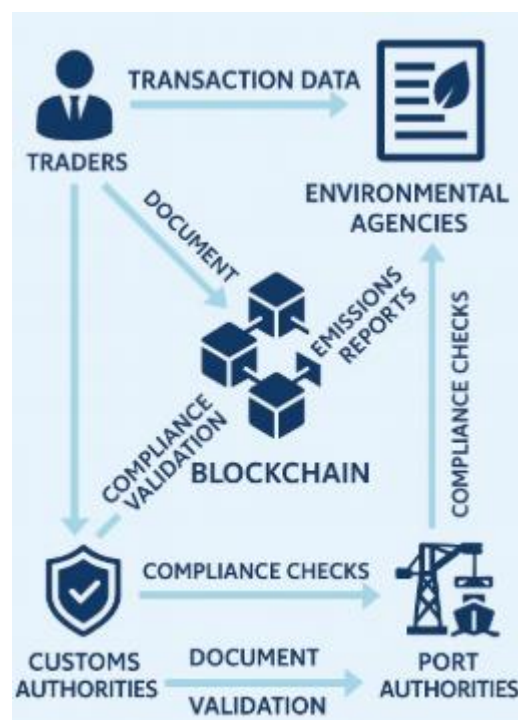 TRANSACTION DATA
TRADERS
ENVIRONMENTAL
AGENCIES
DOCUMENT
EMISSIONS
REPORTS
COMPLIANCE CHECKS
COMPLIANCE
VALIDATION
BLOCKCHAIN
COMPLIANCE CHECKS
CUSTOMS
AUTHORITIES
DOCUMENT
VALIDATION
PORT
AUTHORITIES